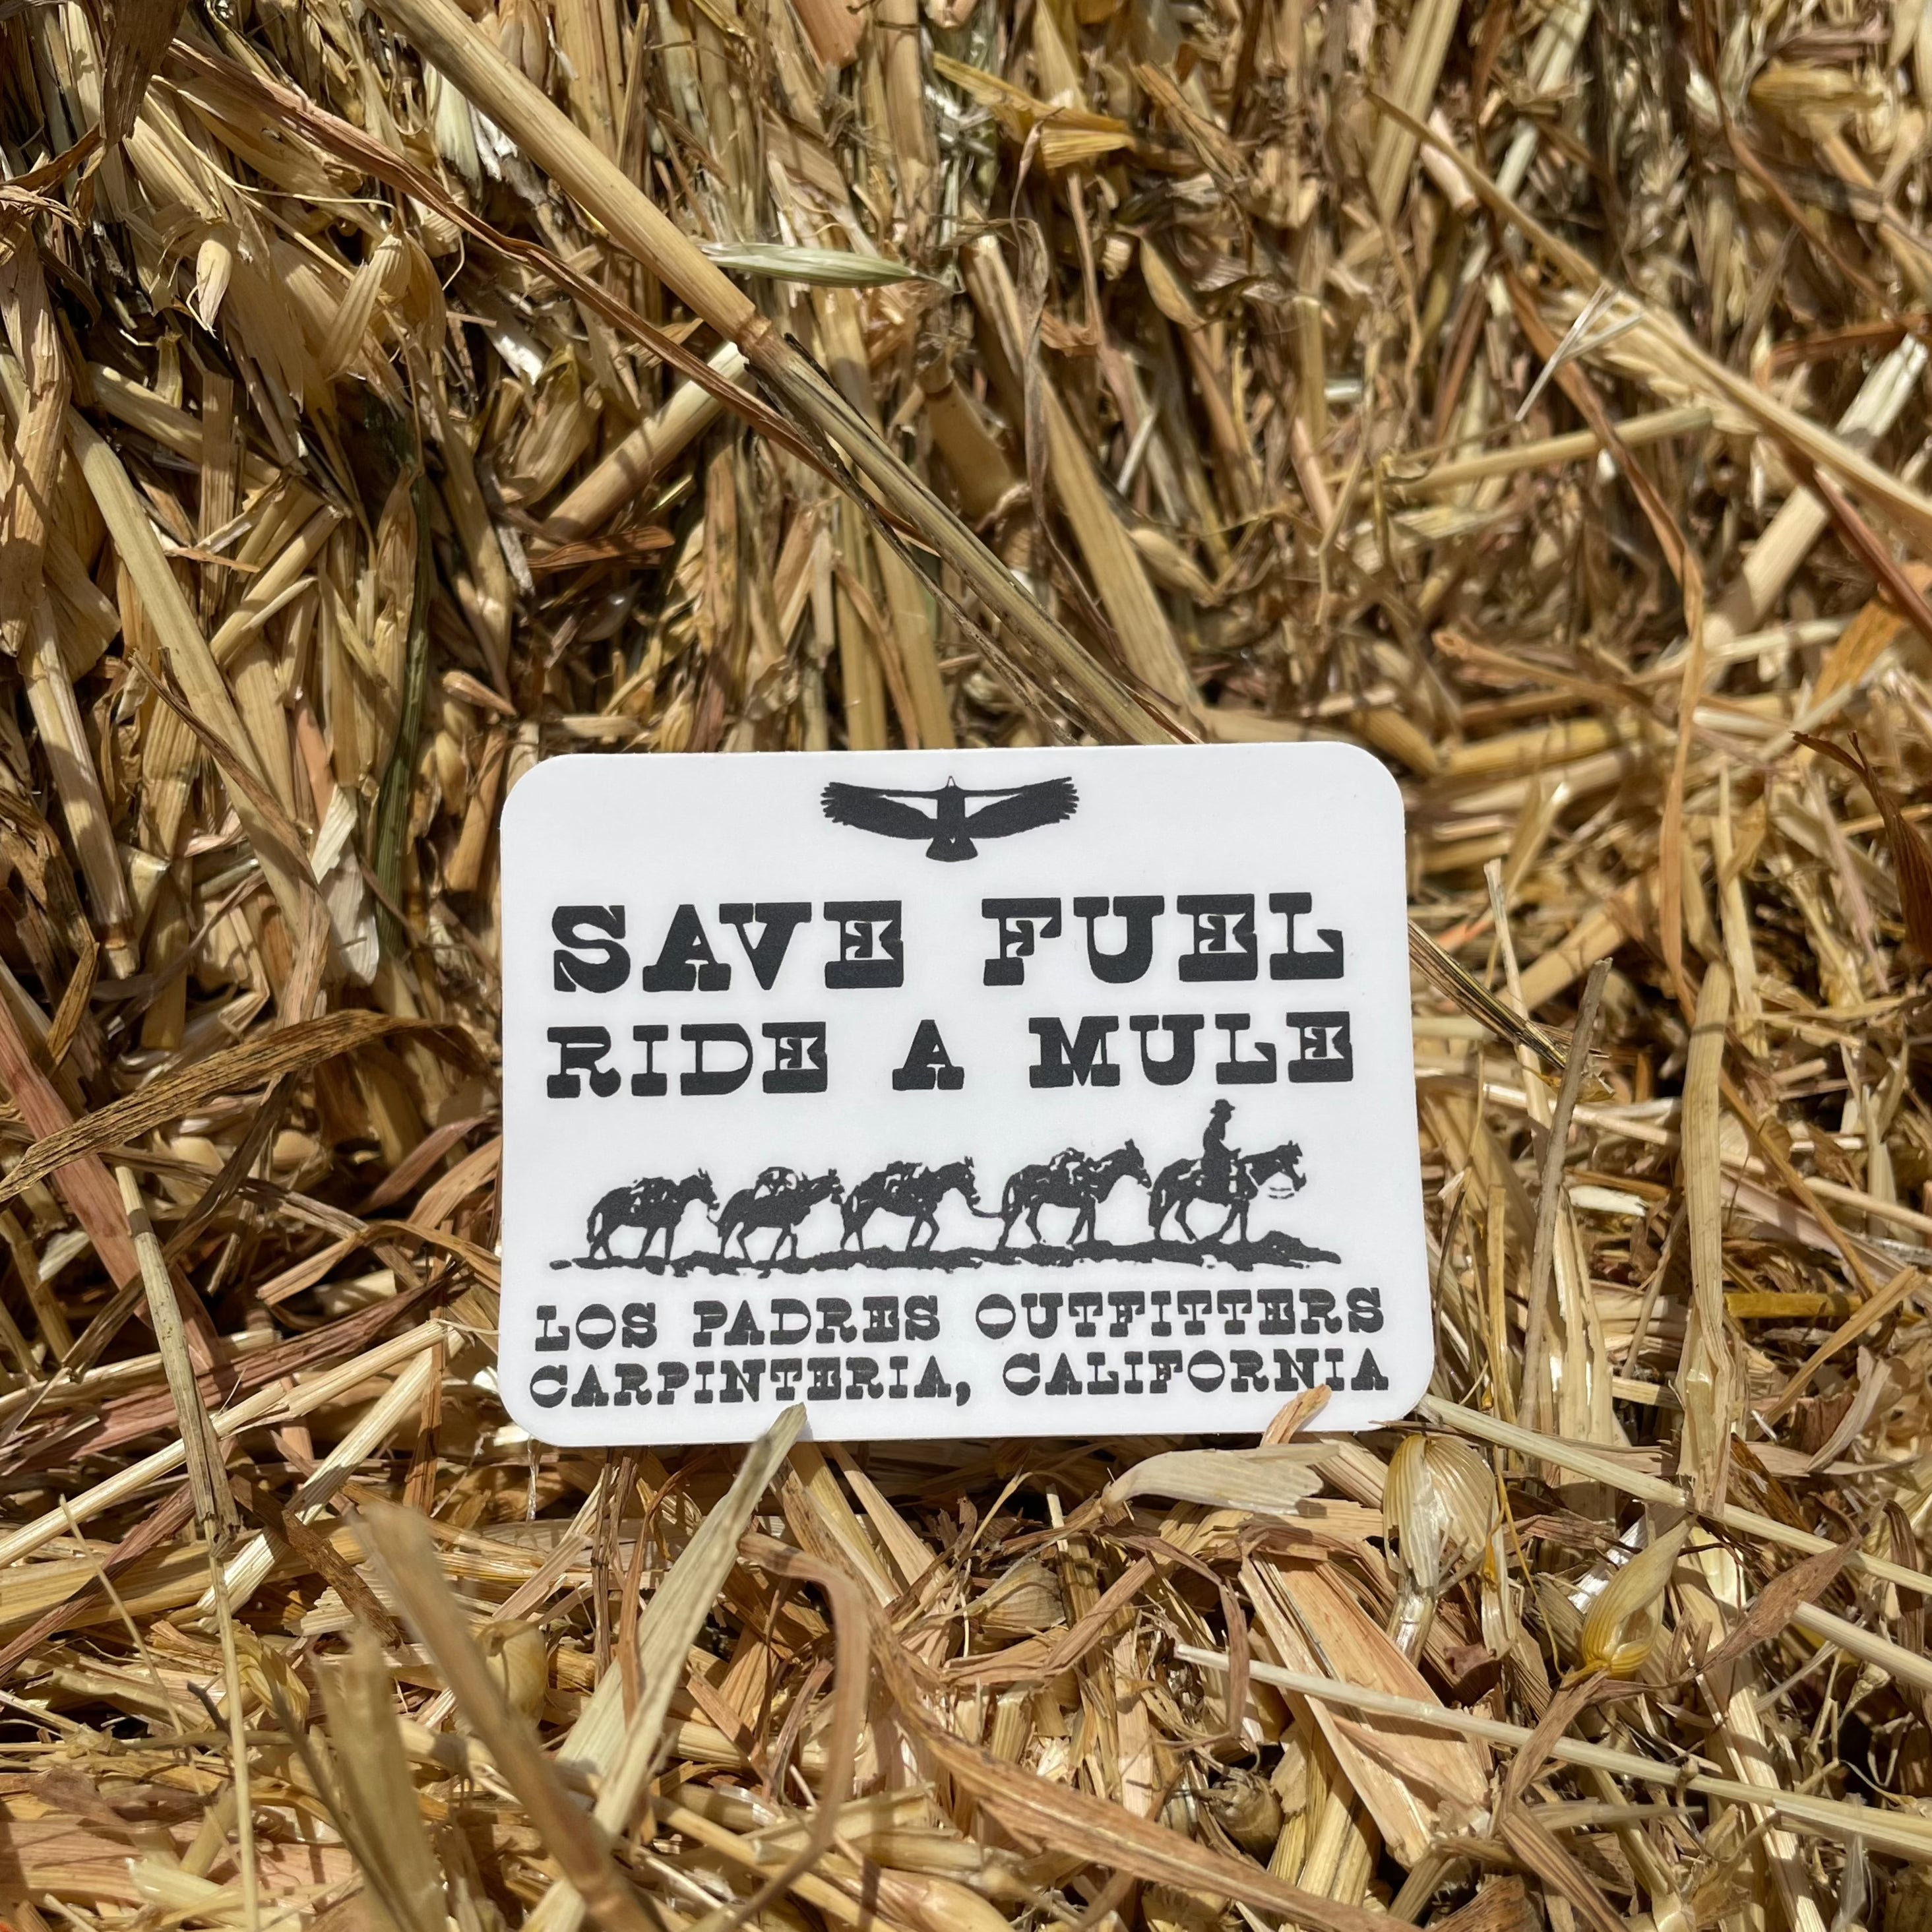 SAVE FUEL
RIDE A MULE
LOS PADRES OUTFITTERS
CARPINTERIA, CALIFORNIA